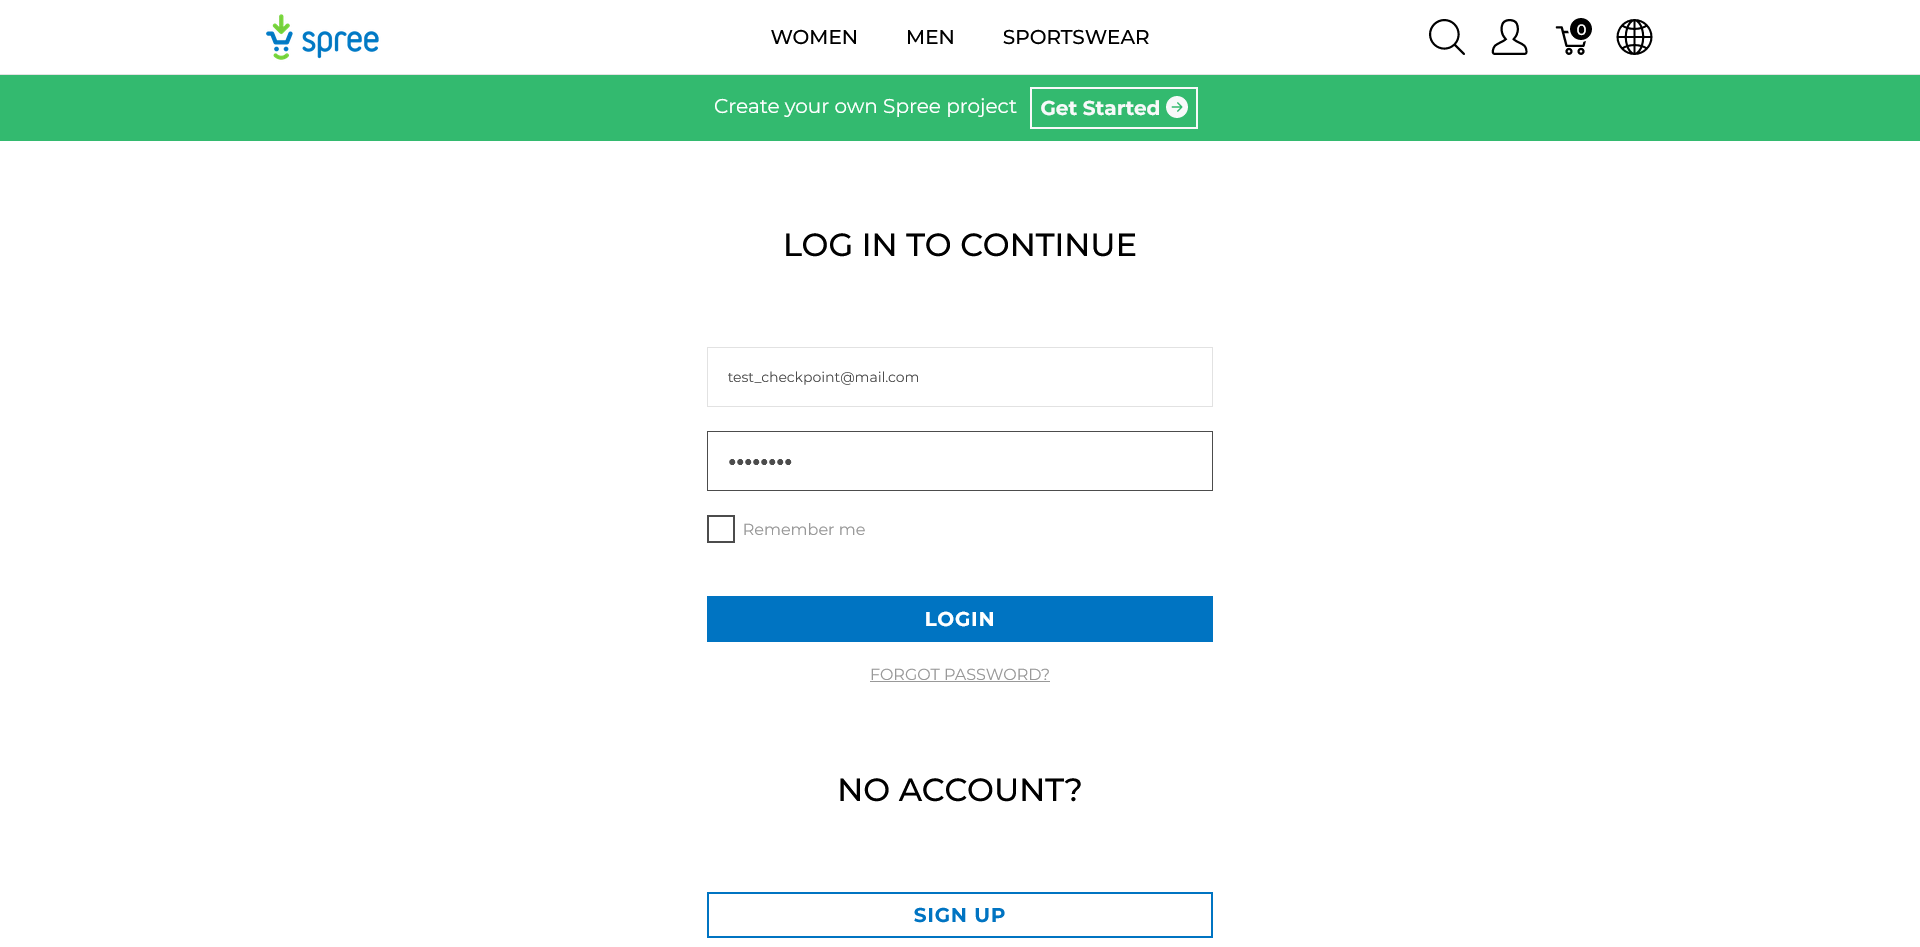 spree
WOMEN MEN SPORTSWEAR
0
Create your own Spree project Get Started
LOG IN TO CONTINUE
test_checkpoint@mail.com
••••••••
Remember me
LOGIN
FORGOT PASSWORD?
NO ACCOUNT?
SIGN UP